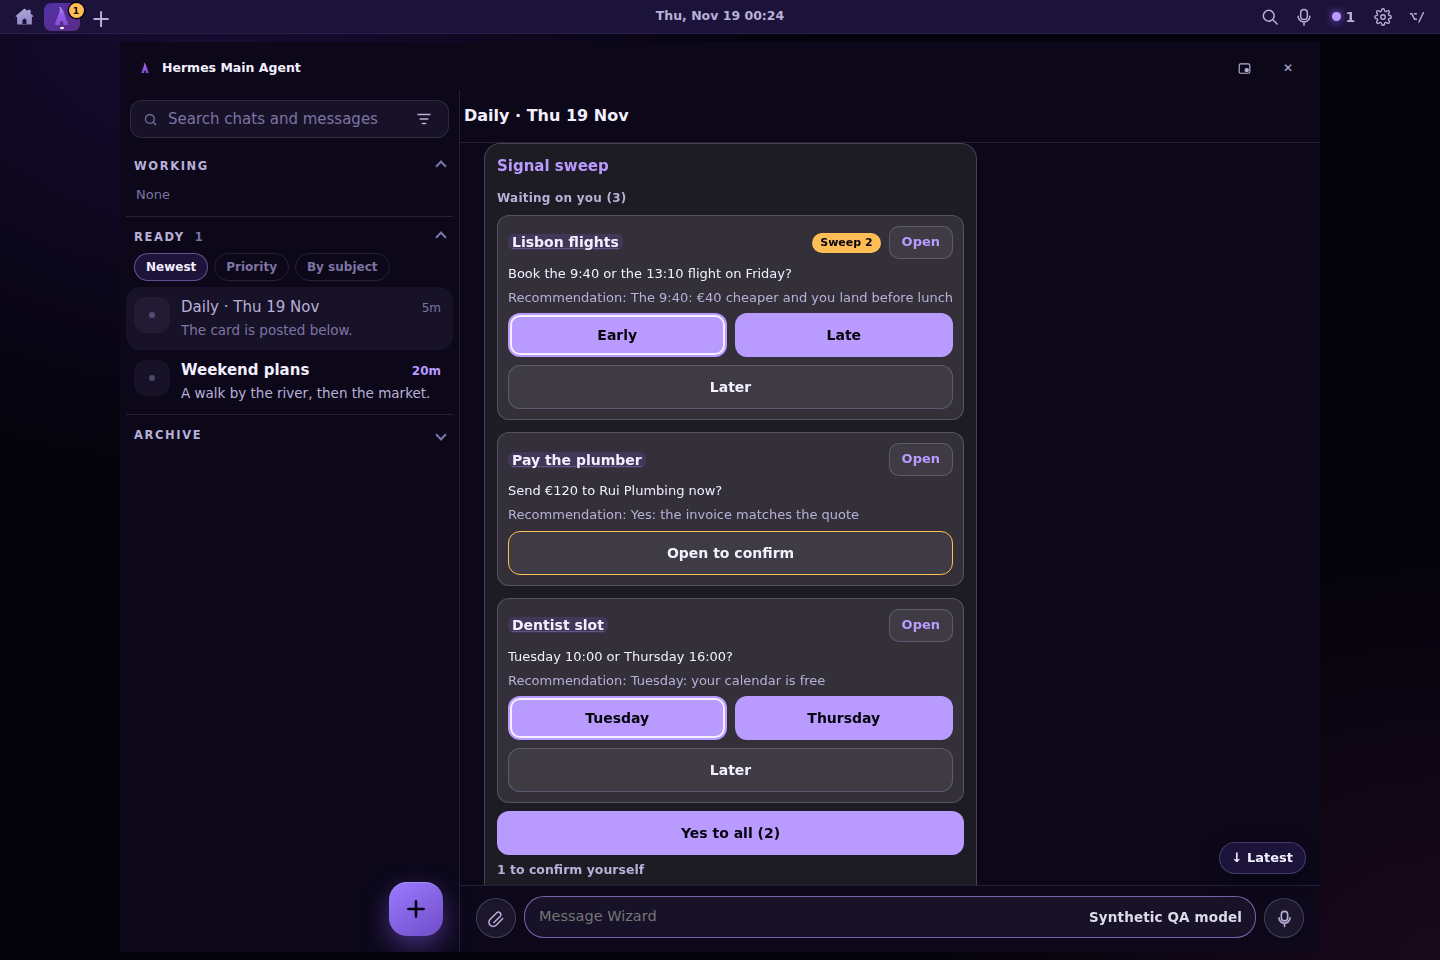 1
Thu, Nov 19 00:24
1
⌥/
Hermes Main Agent
Search chats and messages
WORKING
None
READY 1
Newest
Priority
By subject
Daily · Thu 19 Nov
5m
The card is posted below.
Weekend plans
20m
A walk by the river, then the market.
ARCHIVE
Daily · Thu 19 Nov
Signal sweep
Waiting on you (3)
Lisbon flights
Sweep 2
Open
Book the 9:40 or the 13:10 flight on Friday?
Recommendation: The 9:40: €40 cheaper and you land before lunch
Early
Late
Later
Pay the plumber
Open
Send €120 to Rui Plumbing now?
Recommendation: Yes: the invoice matches the quote
Open to confirm
Dentist slot
Open
Tuesday 10:00 or Thursday 16:00?
Recommendation: Tuesday: your calendar is free
Tuesday
Thursday
Later
Yes to all (2)
1 to confirm yourself
↓ Latest
Message Wizard
Synthetic QA model